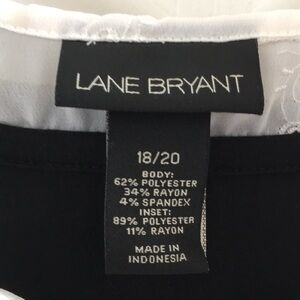 LANE BRYANT
18/20
BODY:
62% POLYESTER
34% RAYON
4% SPANDEX
INSET:
89% POLYESTER
11% RAYON
MADE IN
INDONESIA